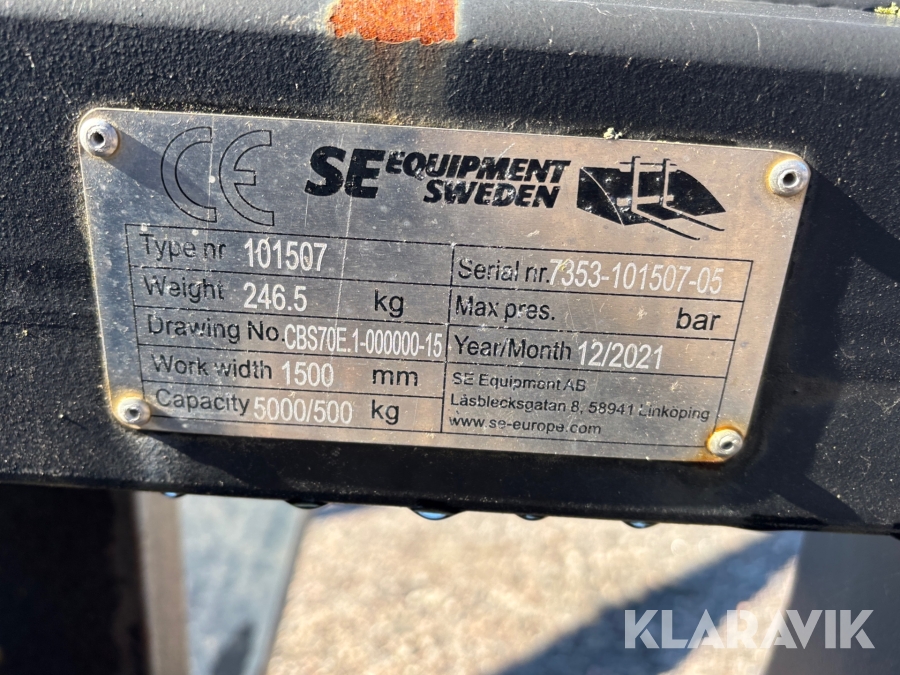 CE SE EQUIPMENT
SWEDEN
Type nr 101507
Weight 246.5 kg
Drawing No. CBS70E.1-000000-15
Work width 1500 mm
Capacity 5000/500 kg
Serial nr. 7353-101507-05
Max pres. bar
Year/Month 12/2021
SE Equipment AB
Låsblecksgatan 8, 58941 Linköping
www.se-europe.com
KLARAVIK